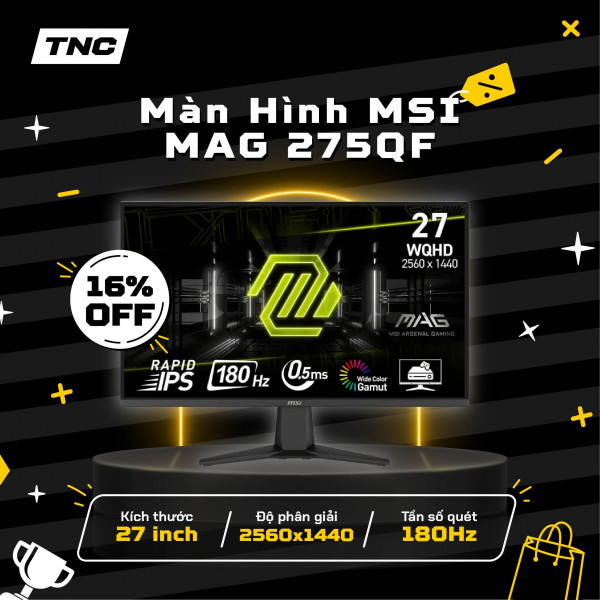 TNC
Màn Hình MSI
MAG 275QF
27
WQHD
2560 x 1440
16%
OFF
MAG
MSI ARSENAL GAMING
RAPID
IPS
180 Hz
0.5ms
Wide Color
Gamut
msi
Kích thước
27 inch
Độ phân giải
2560x1440
Tần số quét
180Hz